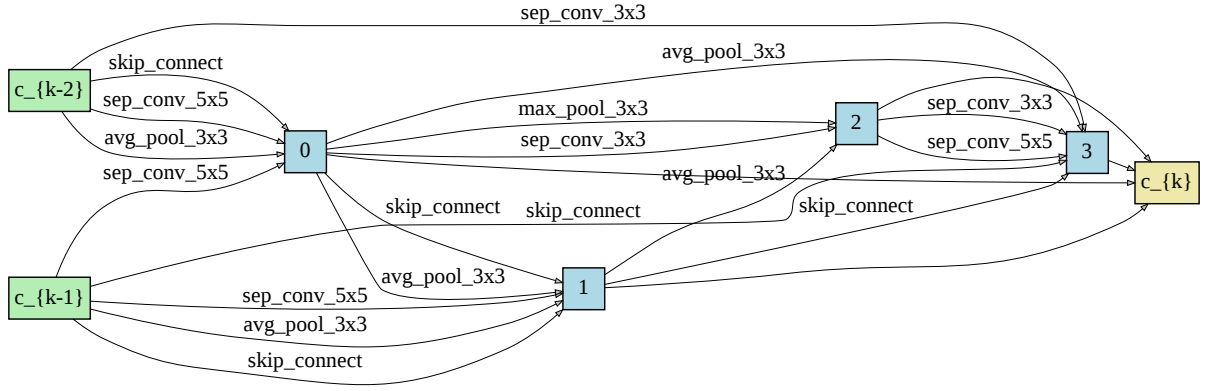 sep_conv_3x3
avg_pool_3x3
skip_connect
c_{k-2}
sep_conv_5x5
max_pool_3x3
sep_conv_3x3
2
avg_pool_3x3
sep_conv_3x3
0
sep_conv_5x5
3
sep_conv_5x5
avg_pool_3x3
c_{k}
skip_connect
skip_connect
skip_connect
avg_pool_3x3
1
c_{k-1}
sep_conv_5x5
avg_pool_3x3
skip_connect